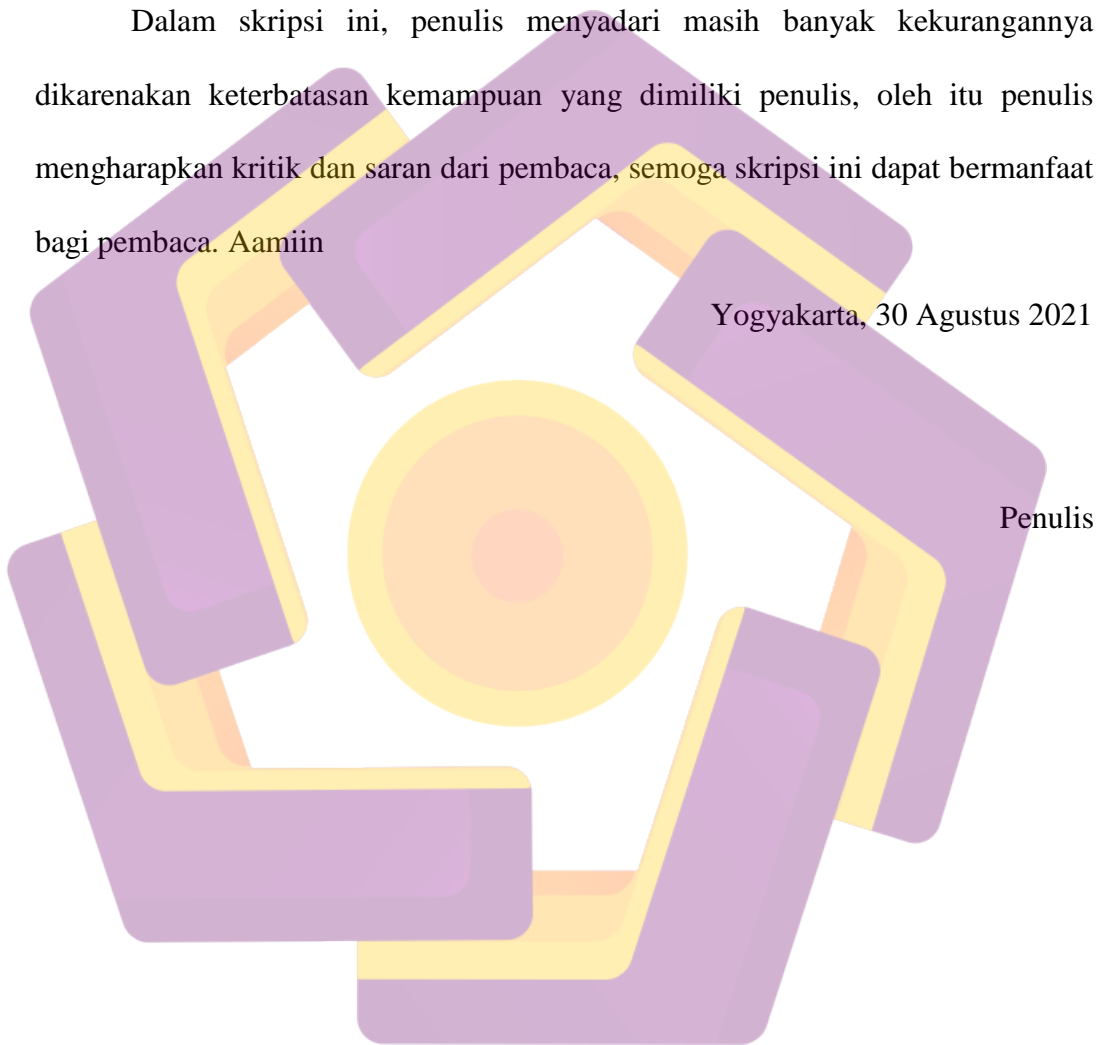 Dalam skripsi ini, penulis menyadari masih banyak kekurangannya
dikarenakan keterbatasan kemampuan yang dimiliki penulis, oleh itu penulis
mengharapkan kritik dan saran dari pembaca, semoga skripsi ini dapat bermanfaat
bagi pembaca. Aamiin
Yogyakarta, 30 Agustus 2021
Penulis